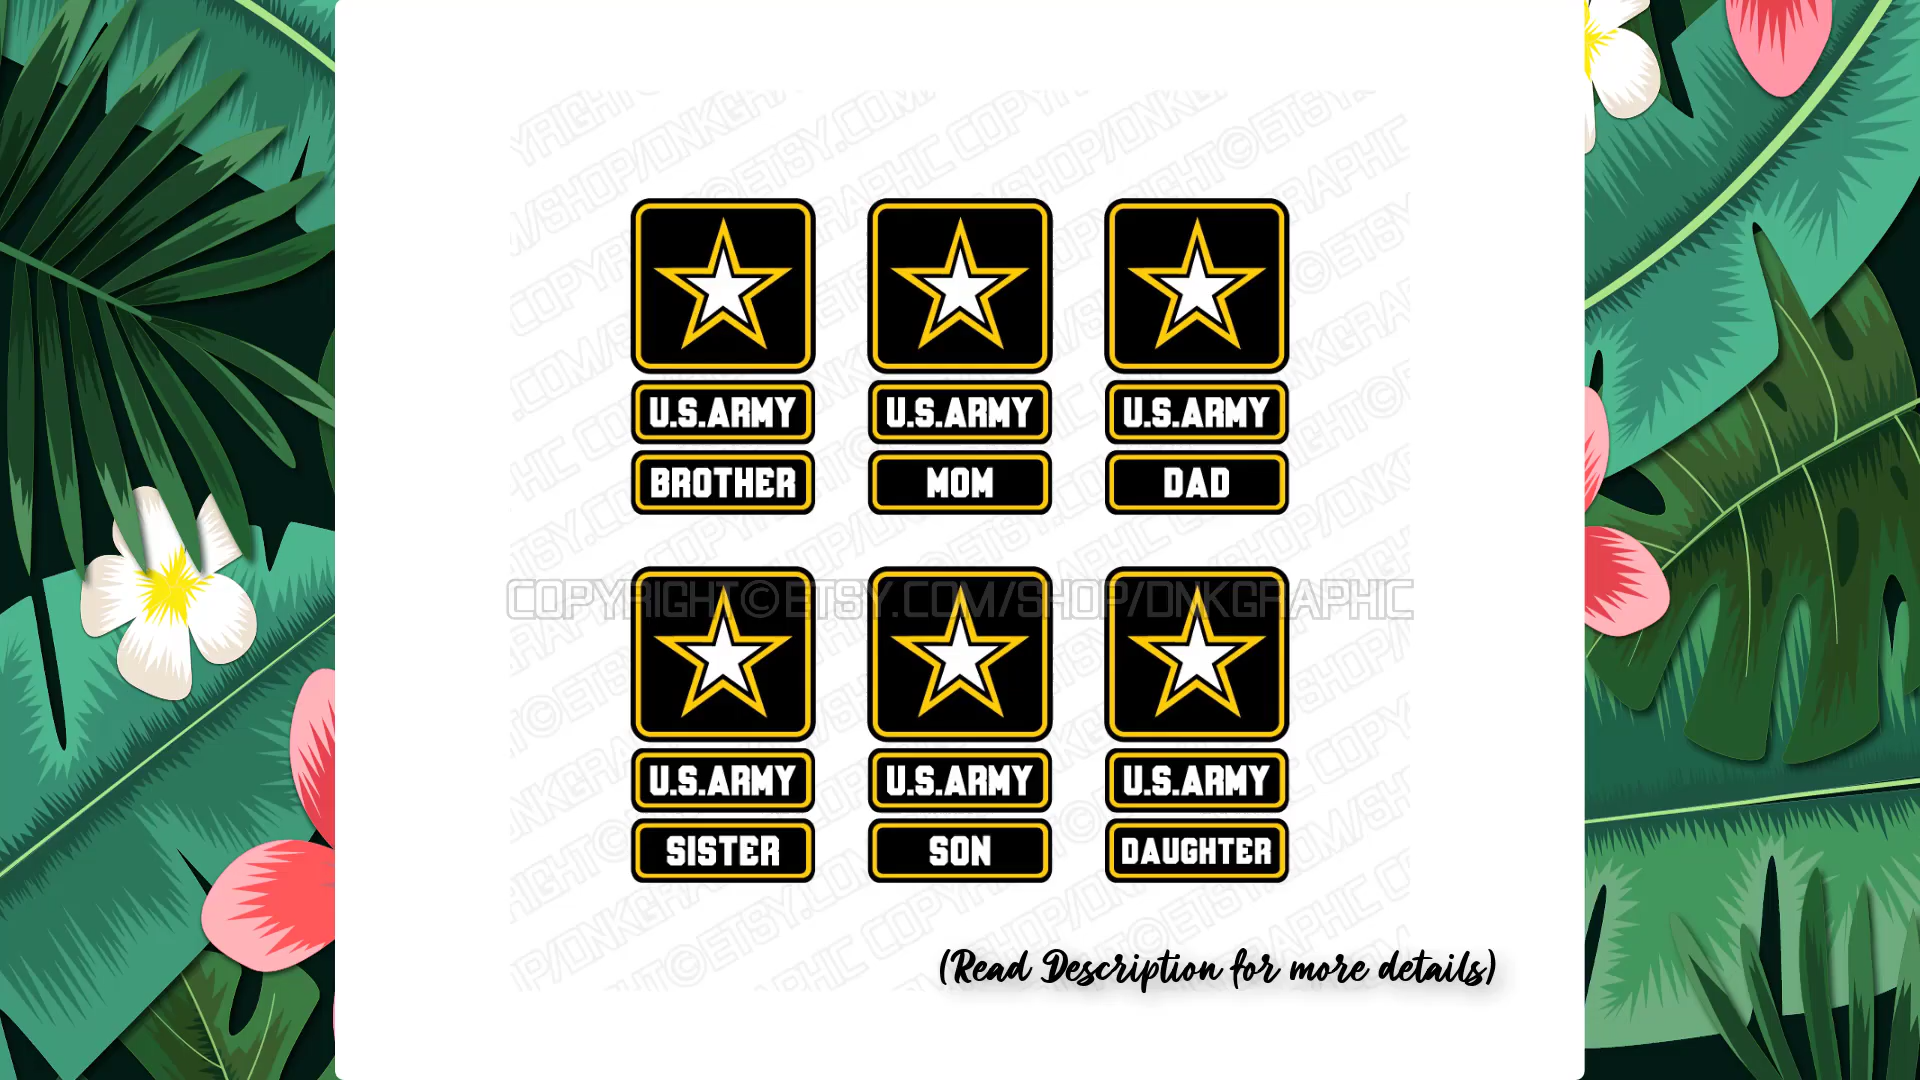 U.S.ARMY U.S.ARMY U.S.ARMY
BROTHER MOM DAD
COPYRIGHT©ETSY.COM/SHOP/DNKGRAPHIC
U.S.ARMY U.S.ARMY U.S.ARMY
SISTER SON DAUGHTER
(Read Description for more details)